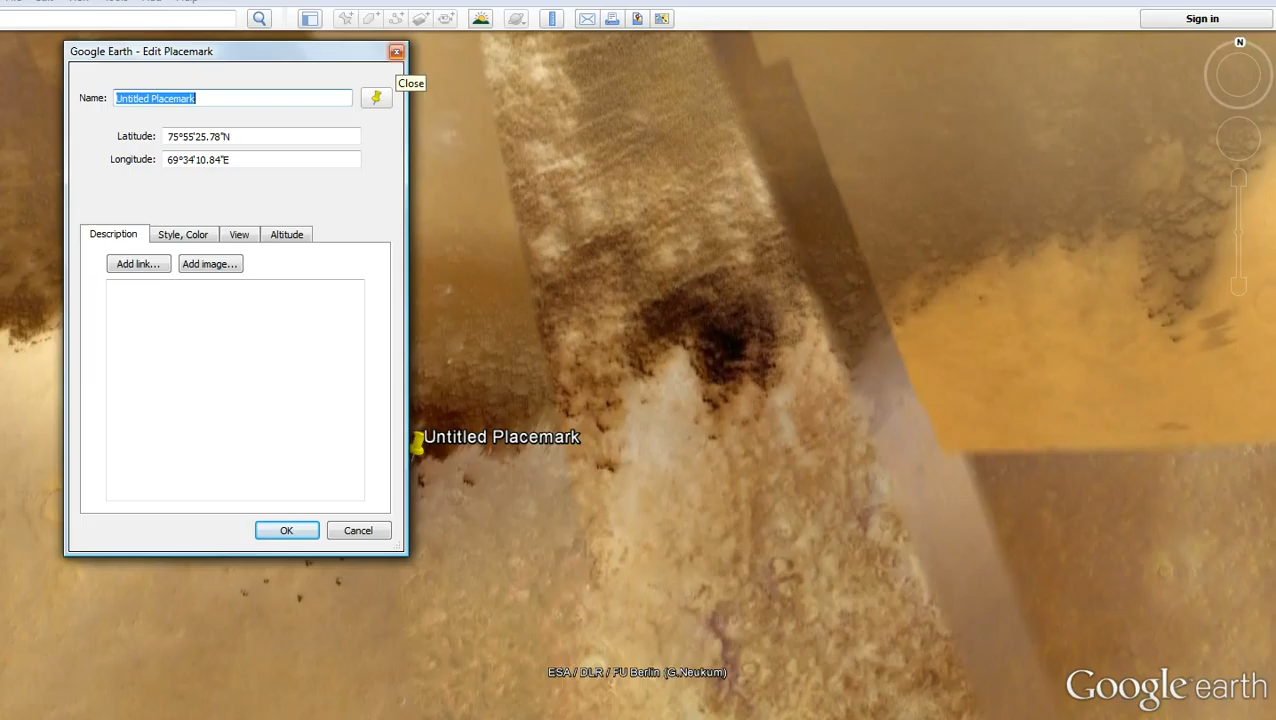 Sign in
N
Google Earth - Edit Placemark
Close
Name: Untitled Placemark
Latitude: 75°55'25.78"N
Longitude: 69°34'10.84"E
Description Style, Color View Altitude
Add link... Add image...
Untitled Placemark
OK Cancel
ESA / DLR / FU Berlin (G.Neukum)
Google earth